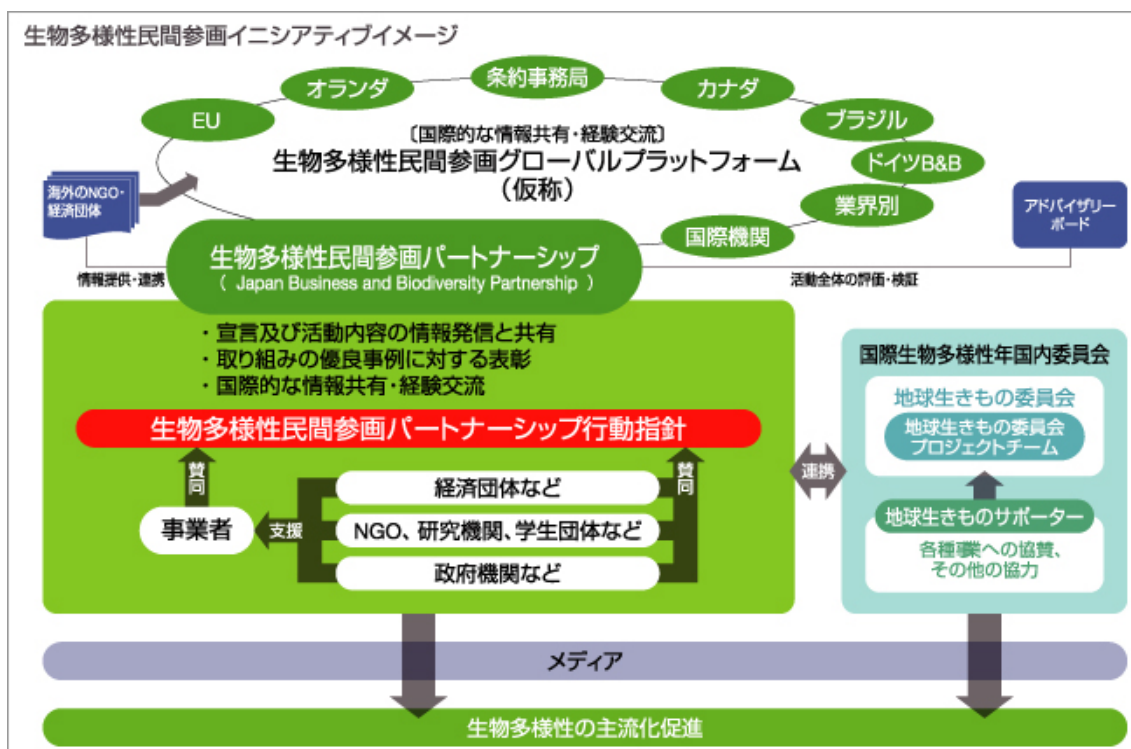 生物多様性民間参画イニシアティブイメージ
条約事務局
オランダ
カナダ
EU
ブラジル
〔国際的な情報共有・経験交流〕
生物多様性民間参画グローバルプラットフォーム
（仮称）
ドイツB&B
業界別
国際機関
海外のNGO・
経済団体
アドバイザリー
ボード
生物多様性民間参画パートナーシップ
（ Japan Business and Biodiversity Partnership ）
情報提供・連携
活動全体の評価・検証
・宣言及び活動内容の情報発信と共有
・取り組みの優良事例に対する表彰
・国際的な情報共有・経験交流
生物多様性民間参画パートナーシップ行動指針
賛同
賛同
事業者
支援
経済団体など
NGO、研究機関、学生団体など
政府機関など
連携
国際生物多様性年国内委員会
地球生きもの委員会
地球生きもの委員会
プロジェクトチーム
地球生きものサポーター
各種事業への協賛、
その他の協力
メディア
生物多様性の主流化促進